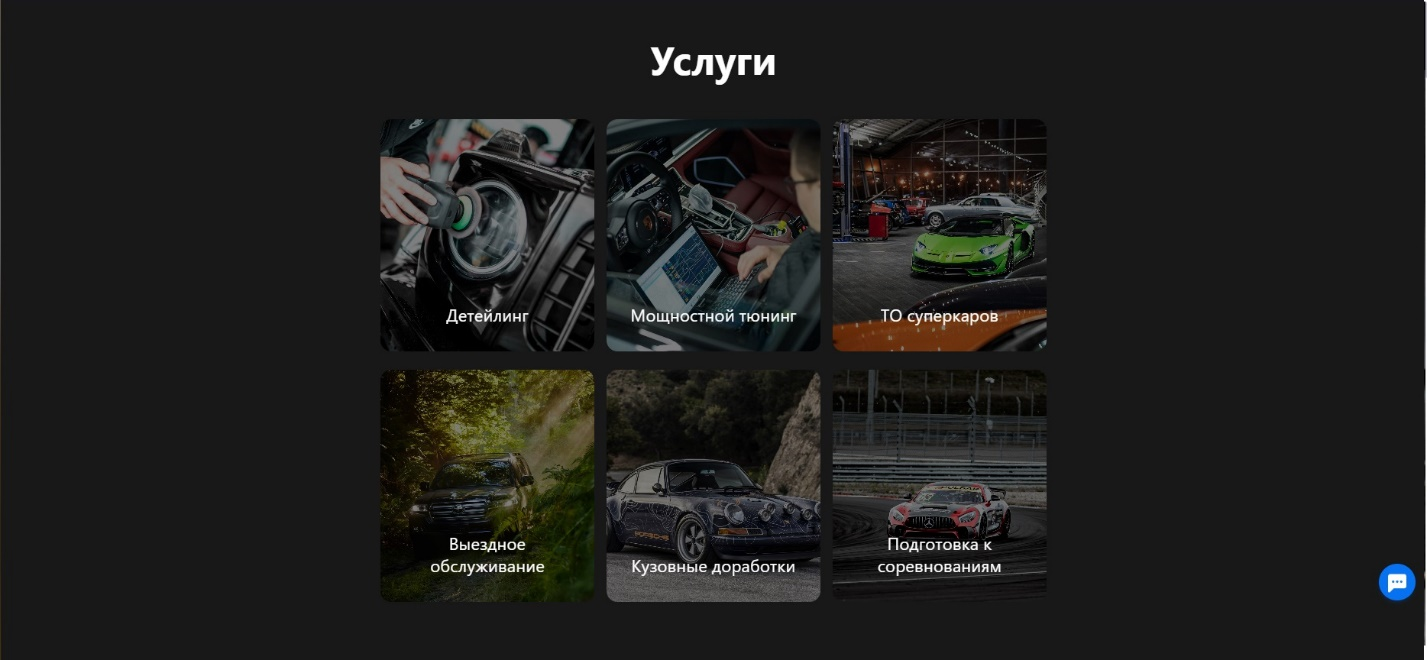 Услуги
Детейлинг
Мощностной тюнинг
ТО суперкаров
Выездное
обслуживание
Кузовные доработки
Подготовка к
соревнованиям